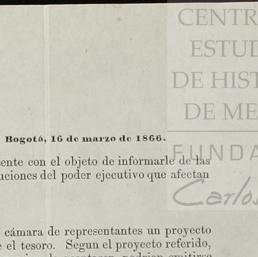 CENTR
ESTUD
DE HIST
DE ME
FUNDA
Carlos
Bogotá, 16 de marzo de 1866.
ente con el objeto de informarle de las
uciones del poder ejecutivo que afectan
cámara de representantes un proyecto
e el tesoro. Segun el proyecto referido,